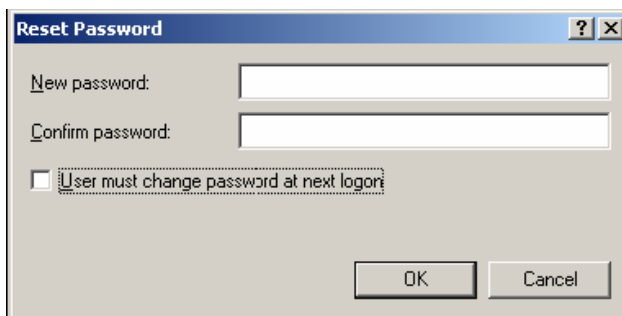 Reset Password
New password:
Confirm password:
User must change password at next logon
OK Cancel